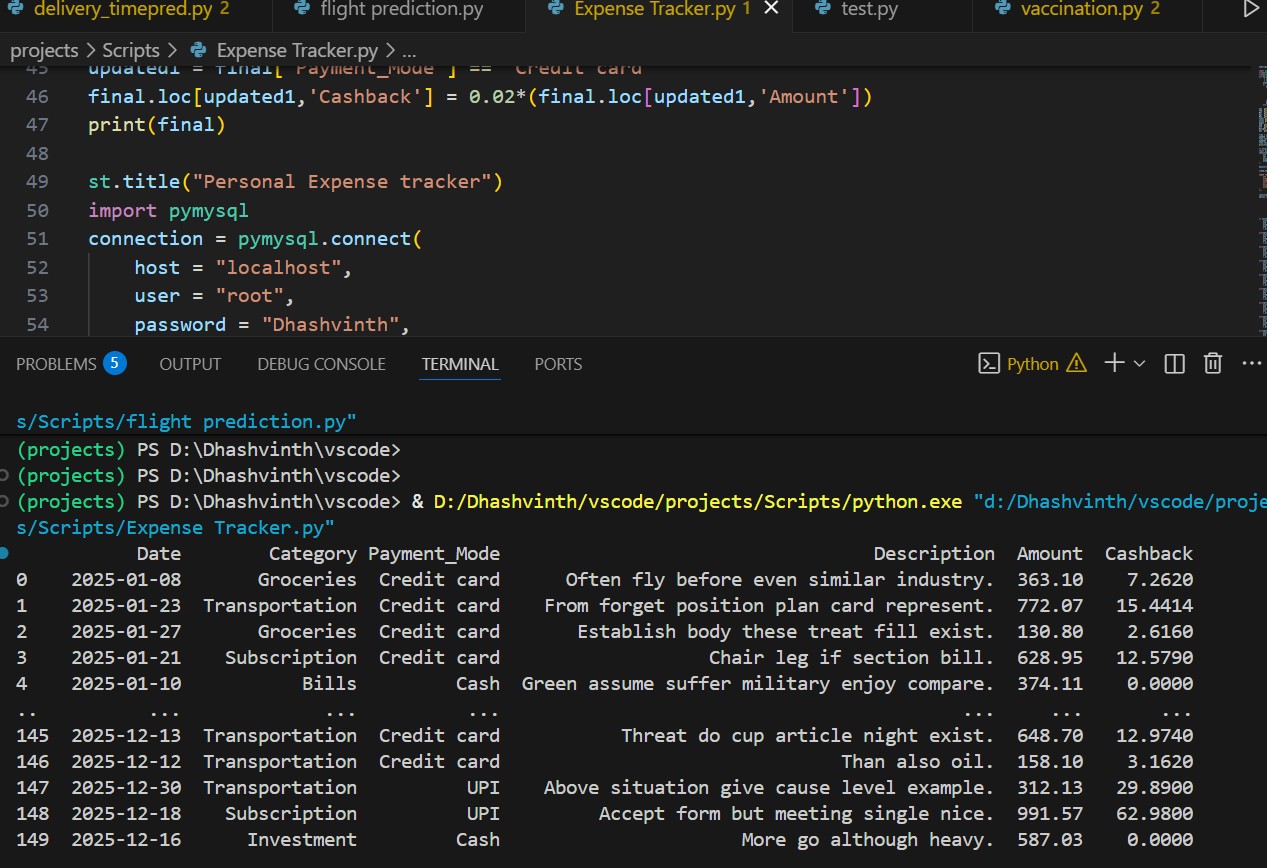 delivery_timepred.py 2 flight prediction.py Expense Tracker.py 1 test.py vaccination.py 2
projects > Scripts > Expense Tracker.py > ...
45 updated1 = final["Payment_Mode"] == "Credit card"
46 final.loc[updated1,'Cashback'] = 0.02*(final.loc[updated1,'Amount'])
47 print(final)
48
49 st.title("Personal Expense tracker")
50 import pymysql
51 connection = pymysql.connect(
52 host = "localhost",
53 user = "root",
54 password = "Dhashvinth",
PROBLEMS 5 OUTPUT DEBUG CONSOLE TERMINAL PORTS Python
s/Scripts/flight prediction.py"
(projects) PS D:\Dhashvinth\vscode>
(projects) PS D:\Dhashvinth\vscode>
(projects) PS D:\Dhashvinth\vscode> & D:/Dhashvinth/vscode/projects/Scripts/python.exe "d:/Dhashvinth/vscode/proje
s/Scripts/Expense Tracker.py"
Date Category Payment_Mode Description Amount Cashback
0 2025-01-08 Groceries Credit card Often fly before even similar industry. 363.10 7.2620
1 2025-01-23 Transportation Credit card From forget position plan card represent. 772.07 15.4414
2 2025-01-27 Groceries Credit card Establish body these treat fill exist. 130.80 2.6160
3 2025-01-21 Subscription Credit card Chair leg if section bill. 628.95 12.5790
4 2025-01-10 Bills Cash Green assume suffer military enjoy compare. 374.11 0.0000
.. ... ... ... ... ... ...
145 2025-12-13 Transportation Credit card Threat do cup article night exist. 648.70 12.9740
146 2025-12-12 Transportation Credit card Than also oil. 158.10 3.1620
147 2025-12-30 Transportation UPI Above situation give cause level example. 312.13 29.8900
148 2025-12-18 Subscription UPI Accept form but meeting single nice. 991.57 62.9800
149 2025-12-16 Investment Cash More go although heavy. 587.03 0.0000